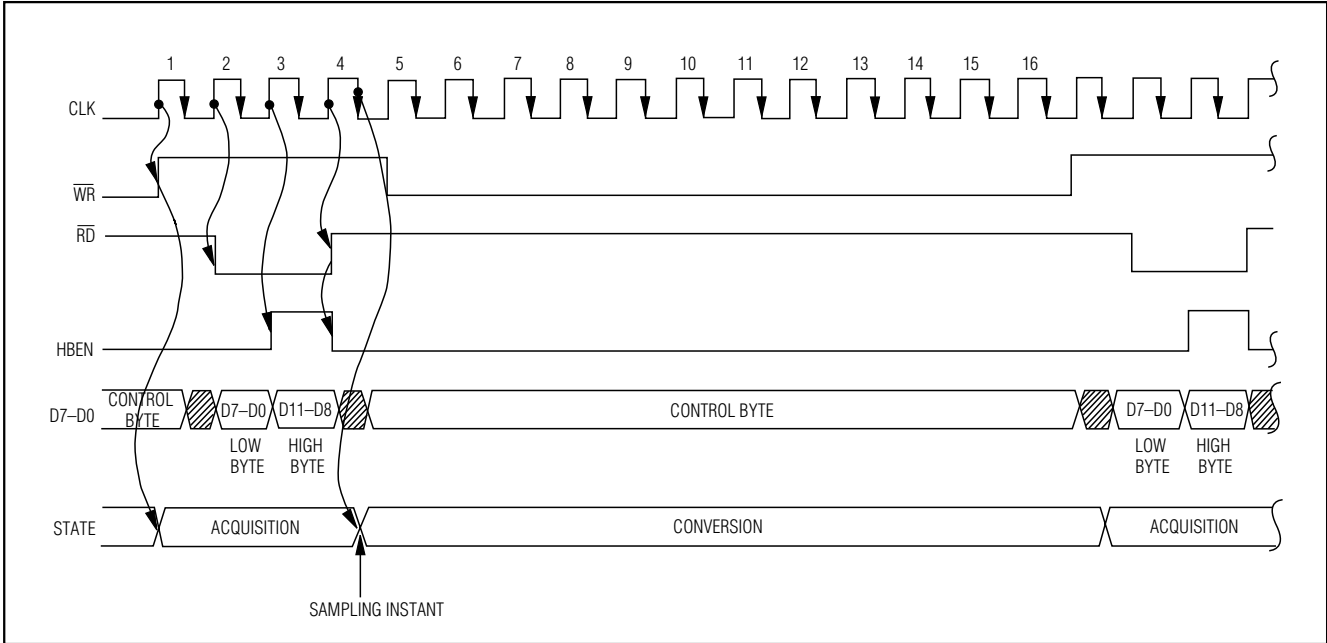 1 2 3 4 5 6 7 8 9 10 11 12 13 14 15 16
CLK
WR
RD
HBEN
D7–D0
CONTROL
BYTE
D7–D0
D11–D8
CONTROL BYTE
D7–D0
D11–D8
LOW
BYTE
HIGH
BYTE
LOW
BYTE
HIGH
BYTE
STATE
ACQUISITION
CONVERSION
ACQUISITION
SAMPLING INSTANT